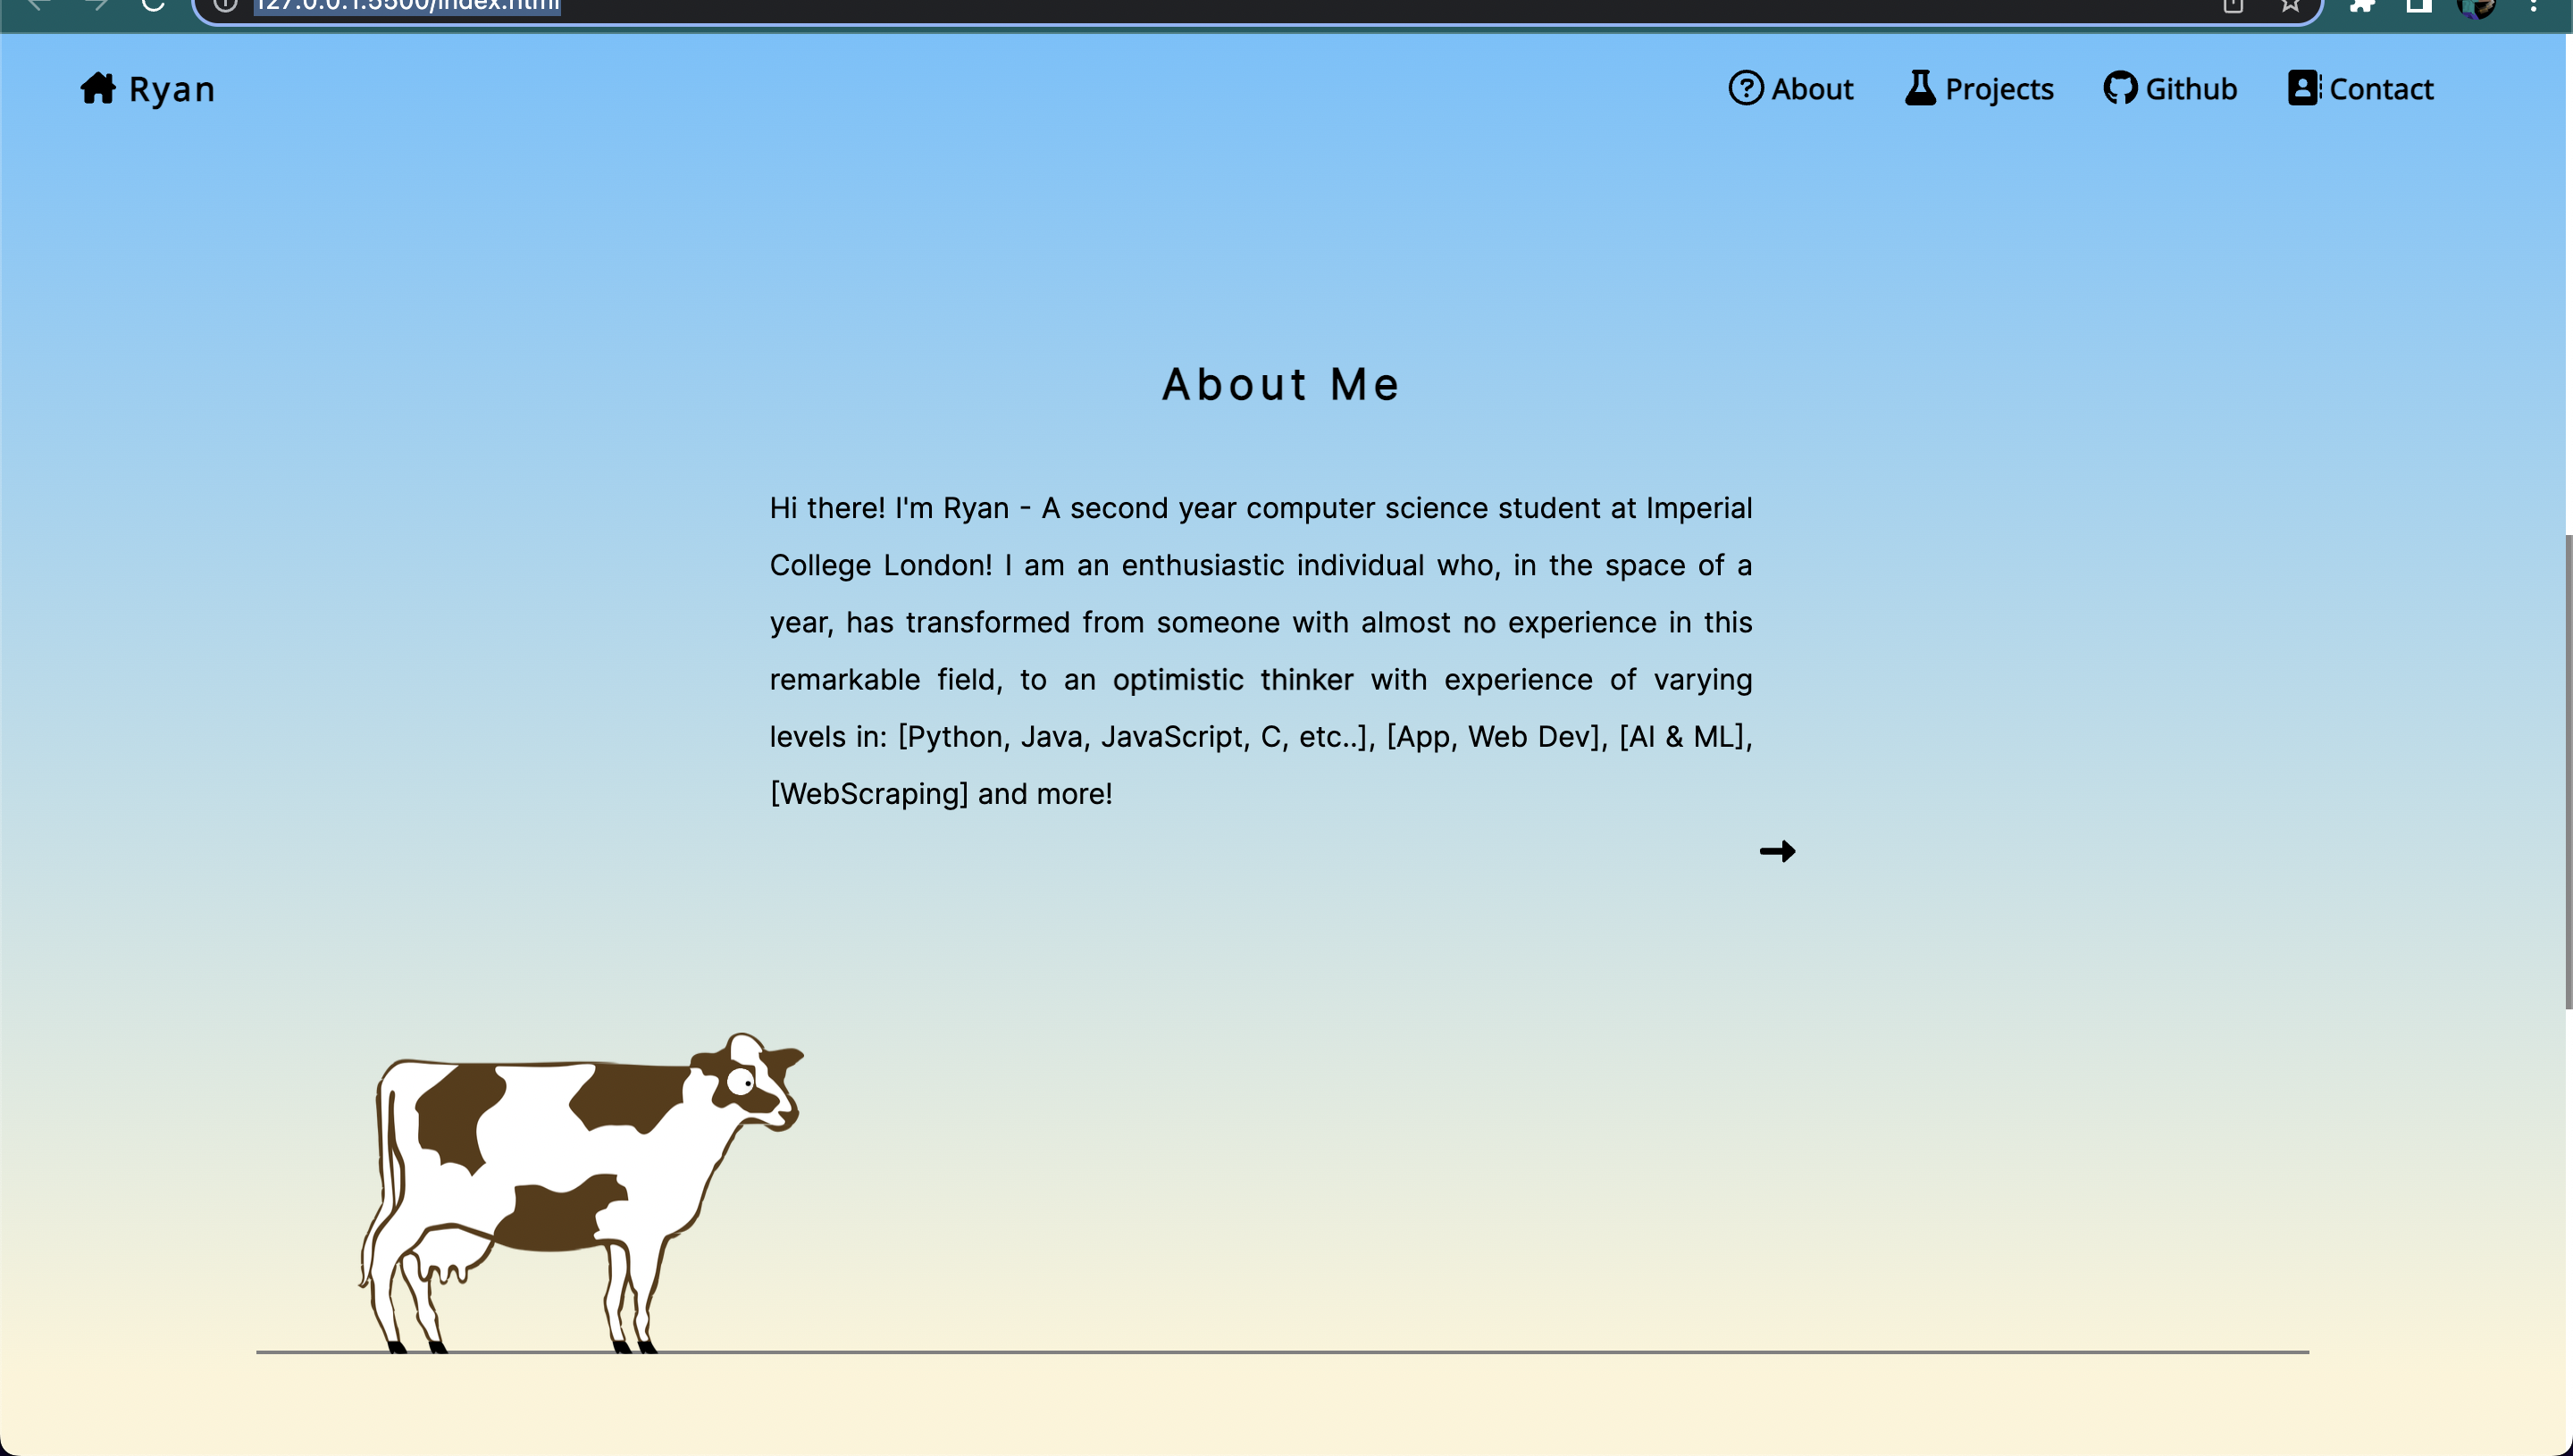 127.0.0.1:5500/index.html
Ryan
About
Projects
Github
Contact
About Me
Hi there! I'm Ryan - A second year computer science student at Imperial
College London! I am an enthusiastic individual who, in the space of a
year, has transformed from someone with almost no experience in this
remarkable field, to an optimistic thinker with experience of varying
levels in: [Python, Java, JavaScript, C, etc..], [App, Web Dev], [AI & ML],
[WebScraping] and more!